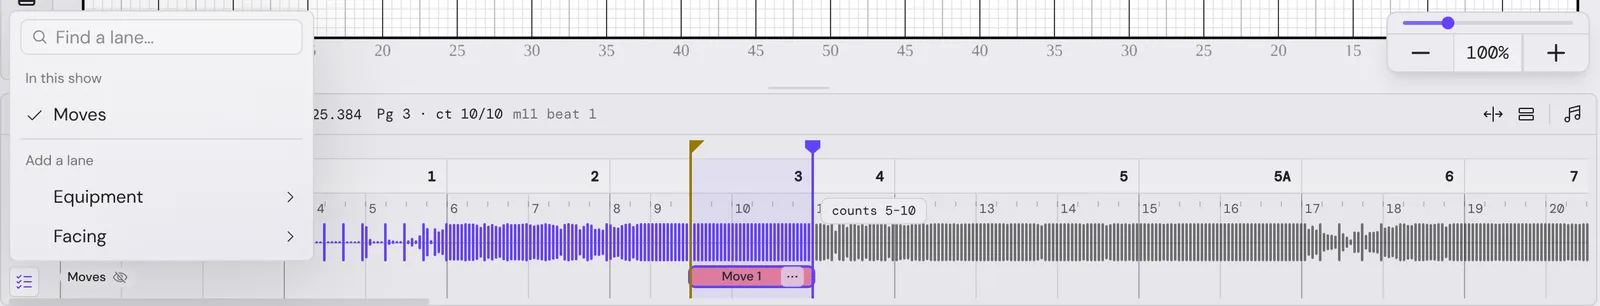 Find a lane...
In this show
Moves
Add a lane
Equipment
Facing
20 25 30 35 40 45 50 45 40 35 30 25 20 15
100%
25.384 Pg 3 · ct 10/10 m11 beat 1
1 2 3 4 5 5A 6 7
4 5 6 7 8 9 10 13 14 15 16 17 18 19 20
counts 5-10
Moves
Move 1